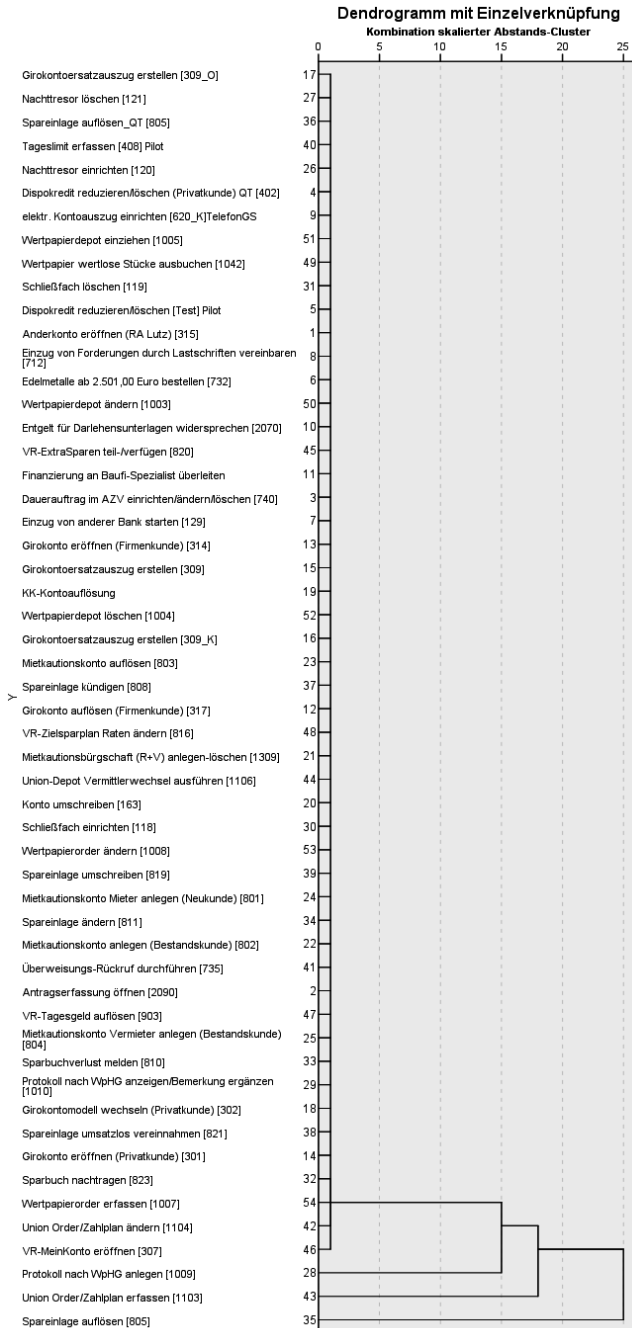 Dendrogramm mit Einzelverknüpfung
Kombination skalierter Abstands-Cluster
0 5 10 15 20 25
Girokontoersatzauszug erstellen [309_O] 17
Nachttresor löschen [121] 27
Spareinlage auflösen_QT [805] 36
Tageslimit erfassen [408] Pilot 40
Nachttresor einrichten [120] 26
Dispokredit reduzieren/löschen (Privatkunde) QT [402] 4
elektr. Kontoauszug einrichten [620_K]TelefonGS 9
Wertpapierdepot einziehen [1005] 51
Wertpapier wertlose Stücke ausbuchen [1042] 49
Schließfach löschen [119] 31
Dispokredit reduzieren/löschen [Test] Pilot 5
Anderkonto eröffnen (RA Lutz) [315] 1
Einzug von Forderungen durch Lastschriften vereinbaren
[712] 8
Edelmetalle ab 2.501,00 Euro bestellen [732] 6
Wertpapierdepot ändern [1003] 50
Entgelt für Darlehensunterlagen widersprechen [2070] 10
VR-ExtraSparen teil-/verfügen [820] 45
Finanzierung an Baufi-Spezialist überleiten 11
Dauerauftrag im AZV einrichten/ändern/löschen [740] 3
Einzug von anderer Bank starten [129] 7
Girokonto eröffnen (Firmenkunde) [314] 13
Girokontoersatzauszug erstellen [309] 15
KK-Kontoauflösung 19
Wertpapierdepot löschen [1004] 52
Girokontoersatzauszug erstellen [309_K] 16
Mietkautionskonto auflösen [803] 23
Spareinlage kündigen [808] 37
Y
Girokonto auflösen (Firmenkunde) [317] 12
VR-Zielsparplan Raten ändern [816] 48
Mietkautionsbürgschaft (R+V) anlegen-löschen [1309] 21
Union-Depot Vermittlerwechsel ausführen [1106] 44
Konto umschreiben [163] 20
Schließfach einrichten [118] 30
Wertpapierorder ändern [1008] 53
Spareinlage umschreiben [819] 39
Mietkautionskonto Mieter anlegen (Neukunde) [801] 24
Spareinlage ändern [811] 34
Mietkautionskonto anlegen (Bestandskunde) [802] 22
Überweisungs-Rückruf durchführen [735] 41
Antragserfassung öffnen [2090] 2
VR-Tagesgeld auflösen [903] 47
Mietkautionskonto Vermieter anlegen (Bestandskunde)
[804] 25
Sparbuchverlust melden [810] 33
Protokoll nach WpHG anzeigen/Bemerkung ergänzen
[1010] 29
Girokontomodell wechseln (Privatkunde) [302] 18
Spareinlage umsatzlos vereinnahmen [821] 38
Girokonto eröffnen (Privatkunde) [301] 14
Sparbuch nachtragen [823] 32
Wertpapierorder erfassen [1007] 54
Union Order/Zahlplan ändern [1104] 42
VR-MeinKonto eröffnen [307] 46
Protokoll nach WpHG anlegen [1009] 28
Union Order/Zahlplan erfassen [1103] 43
Spareinlage auflösen [805] 35